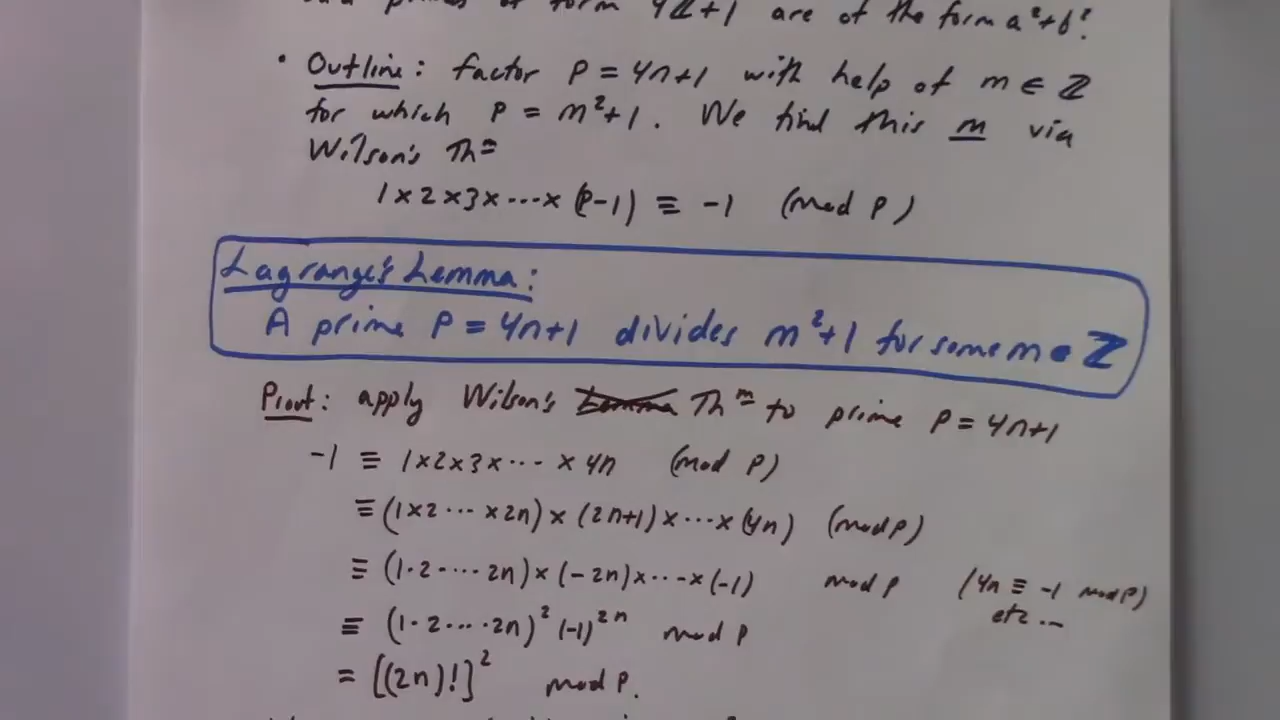 primes of form 4ℤ+1 are of the form a²+b².
• Outline: factor p = 4n+1 with help of m ∈ ℤ
for which p = m²+1. We find this m via
Wilson's Thᵐ
1×2×3×···×(p-1) ≡ -1 (mod p)
Lagrange's Lemma:
A prime p = 4n+1 divides m²+1 for some m ∈ ℤ
Proof: apply Wilson's Lemma Thᵐ to prime p = 4n+1
-1 ≡ 1×2×3×··· × 4n (mod p)
≡ (1×2 ··· ×2n) × (2n+1) × ··· × (4n) (mod p)
≡ (1·2···· 2n) × (-2n) × ··· × (-1) mod p (4n ≡ -1 mod p)
etc...
≡ (1·2··· ·2n)² (-1)²ⁿ mod p
= [(2n)!]² mod p.